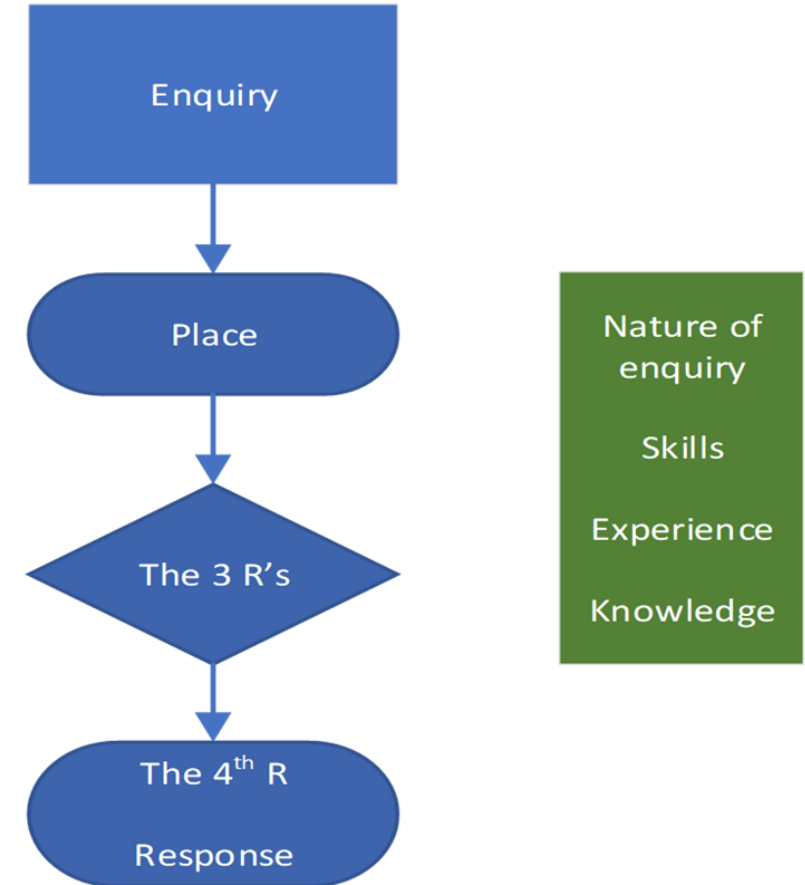 Enquiry
Place
The 3 R’s
The 4th R
Response
Nature of
enquiry
Skills
Experience
Knowledge